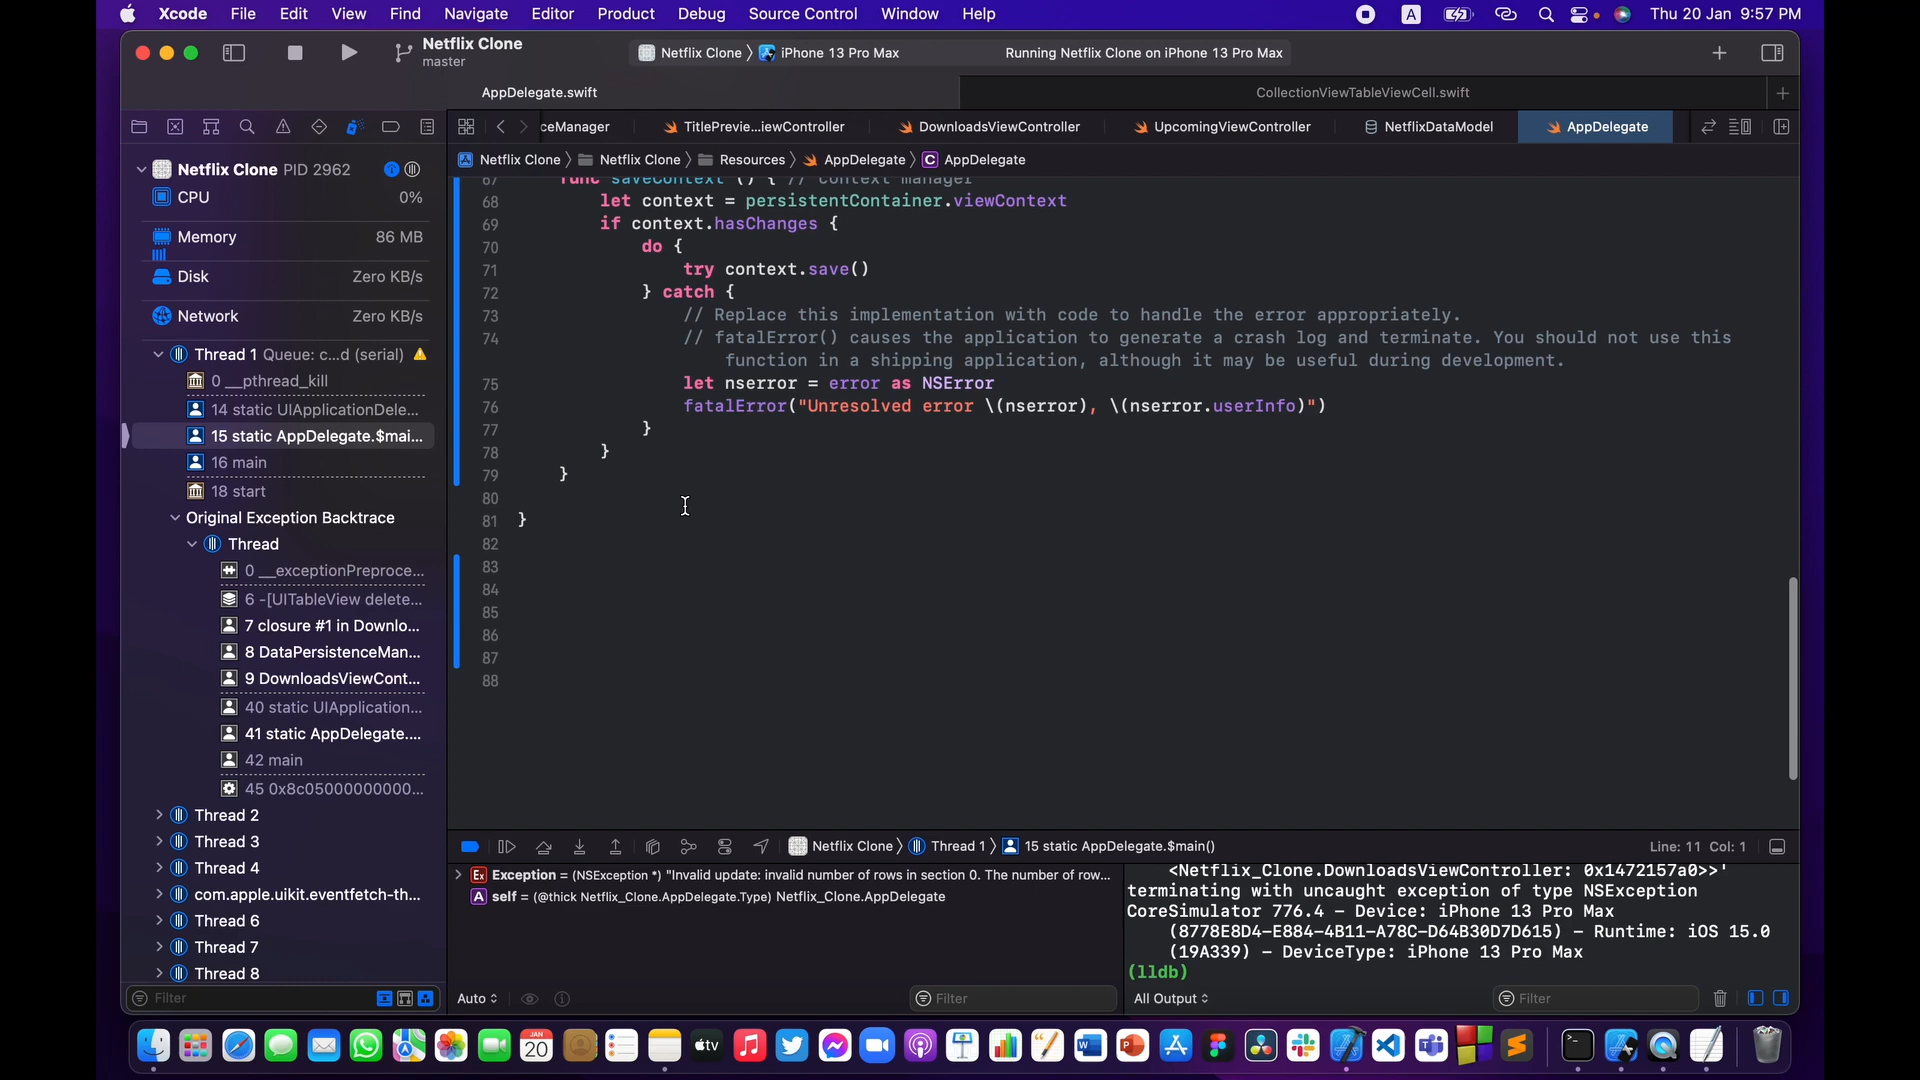 Xcode File Edit View Find Navigate Editor Product Debug Source Control Window Help A Thu 20 Jan 9:57 PM
Netflix Clone
master
Netflix Clone 〉 iPhone 13 Pro Max Running Netflix Clone on iPhone 13 Pro Max
AppDelegate.swift CollectionViewTableViewCell.swift
ceManager TitlePrevie...iewController DownloadsViewController UpcomingViewController NetflixDataModel AppDelegate
Netflix Clone 〉 Netflix Clone 〉 Resources 〉 AppDelegate 〉 C AppDelegate
Netflix Clone PID 2962
CPU 0%
Memory 86 MB
Disk Zero KB/s
Network Zero KB/s
Thread 1 Queue: c...d (serial)
0 __pthread_kill
14 static UIApplicationDele...
15 static AppDelegate.$mai...
16 main
18 start
Original Exception Backtrace
Thread
0 __exceptionPreproce...
6 -[UITableView delete...
7 closure #1 in Downlo...
8 DataPersistenceMan...
9 DownloadsViewCont...
40 static UIApplication...
41 static AppDelegate....
42 main
45 0x8c05000000000...
Thread 2
Thread 3
Thread 4
com.apple.uikit.eventfetch-th...
Thread 6
Thread 7
Thread 8
Filter
67 func saveContext () { // context manager
68 let context = persistentContainer.viewContext
69 if context.hasChanges {
70 do {
71 try context.save()
72 } catch {
73 // Replace this implementation with code to handle the error appropriately.
74 // fatalError() causes the application to generate a crash log and terminate. You should not use this
function in a shipping application, although it may be useful during development.
75 let nserror = error as NSError
76 fatalError("Unresolved error \(nserror), \(nserror.userInfo)")
77 }
78 }
79 }
80
81 }
82
83
84
85
86
87
88
Netflix Clone 〉 Thread 1 〉 15 static AppDelegate.$main() Line: 11 Col: 1
Ex Exception = (NSException *) "Invalid update: invalid number of rows in section 0. The number of row...
A self = (@thick Netflix_Clone.AppDelegate.Type) Netflix_Clone.AppDelegate
Auto Filter
<Netflix_Clone.DownloadsViewController: 0x1472157a0>>'
terminating with uncaught exception of type NSException
CoreSimulator 776.4 - Device: iPhone 13 Pro Max
(8778E8D4-E884-4B11-A78C-D64B30D7D615) - Runtime: iOS 15.0
(19A339) - DeviceType: iPhone 13 Pro Max
(lldb)
All Output Filter
JAN
20
tv